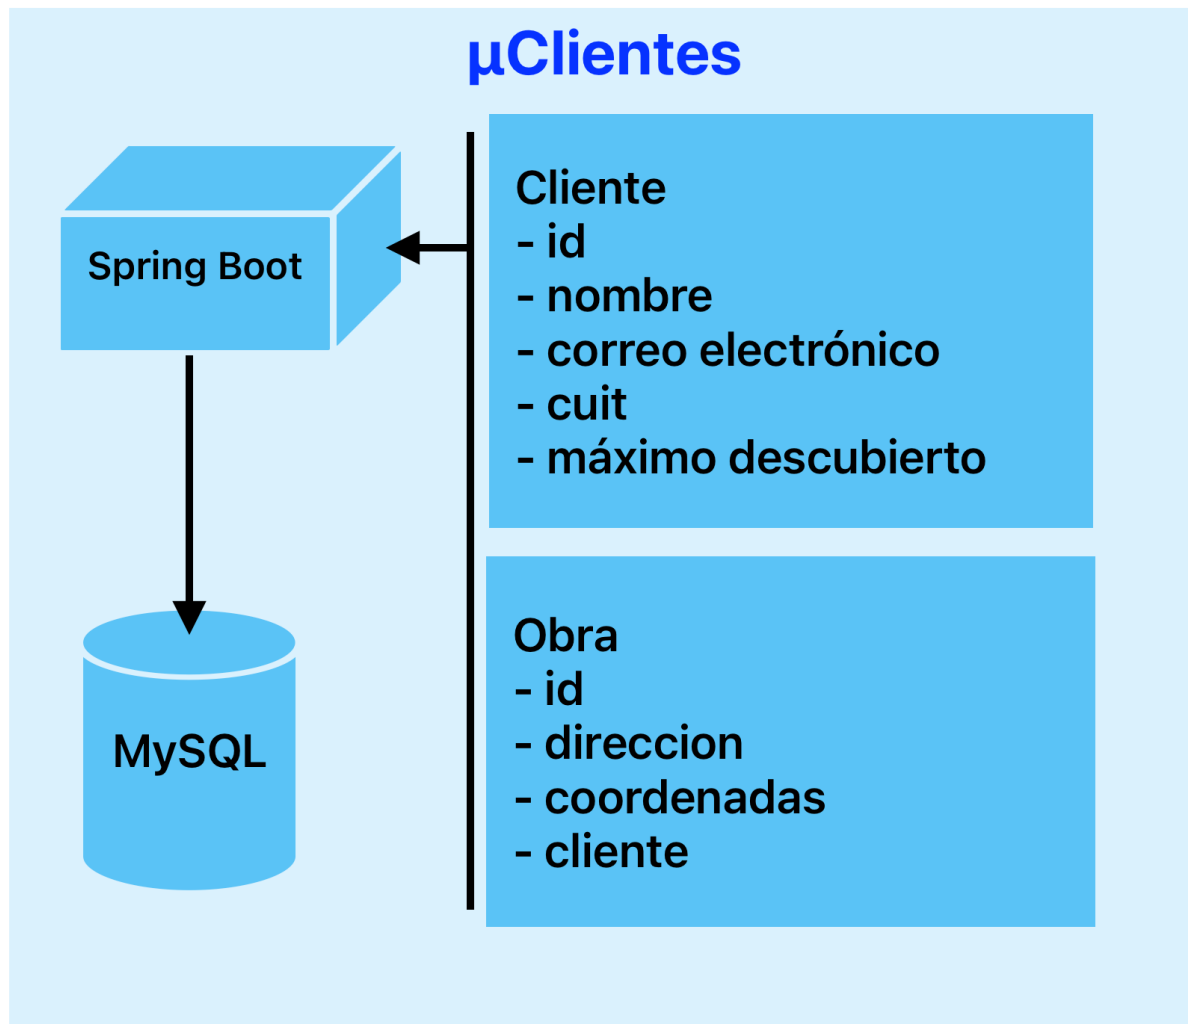 µClientes
Spring Boot
MySQL
Cliente
- id
- nombre
- correo electrónico
- cuit
- máximo descubierto
Obra
- id
- direccion
- coordenadas
- cliente